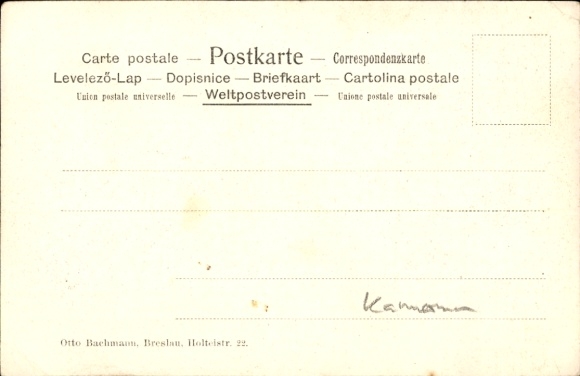 Carte postale — Postkarte — Correspondenzkarte
Levelező-Lap — Dopisnice — Briefkaart — Cartolina postale
Union postale universelle — Weltpostverein — Unione postale universale
Otto Bachmann, Breslau, Holteistr. 22.